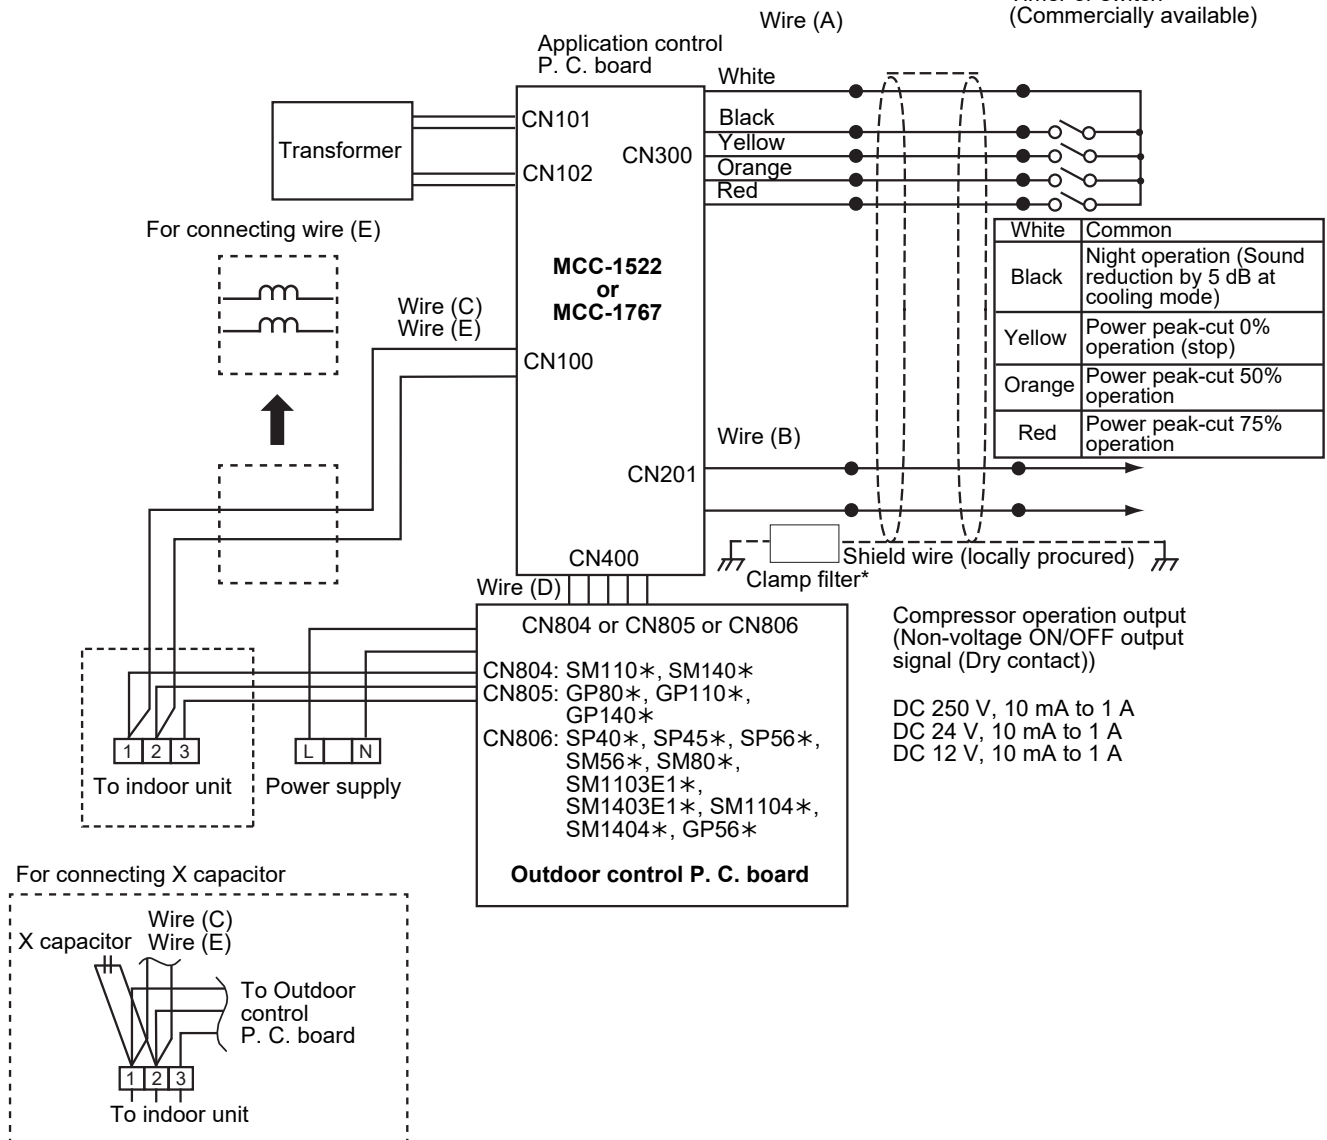 (Commercially available)
Wire (A)
Application control
P. C. board
White
Black
Yellow
Orange
Red
CN101
CN102
CN300
Transformer
For connecting wire (E)
MCC-1522
or
MCC-1767
Wire (C)
Wire (E)
CN100
White Common
Black Night operation (Sound
reduction by 5 dB at
cooling mode)
Yellow Power peak-cut 0%
operation (stop)
Orange Power peak-cut 50%
operation
Red Power peak-cut 75%
operation
Wire (B)
CN201
CN400
Shield wire (locally procured)
Clamp filter*
Wire (D)
CN804 or CN805 or CN806
CN804: SM110∗, SM140∗
CN805: GP80∗, GP110∗,
GP140∗
CN806: SP40∗, SP45∗, SP56∗,
SM56∗, SM80∗,
SM1103E1∗,
SM1403E1∗, SM1104∗,
SM1404∗, GP56∗
Outdoor control P. C. board
Compressor operation output
(Non-voltage ON/OFF output
signal (Dry contact))
DC 250 V, 10 mA to 1 A
DC 24 V, 10 mA to 1 A
DC 12 V, 10 mA to 1 A
1 2 3
To indoor unit
L N
Power supply
For connecting X capacitor
Wire (C)
X capacitor Wire (E)
To Outdoor
control
P. C. board
1 2 3
To indoor unit